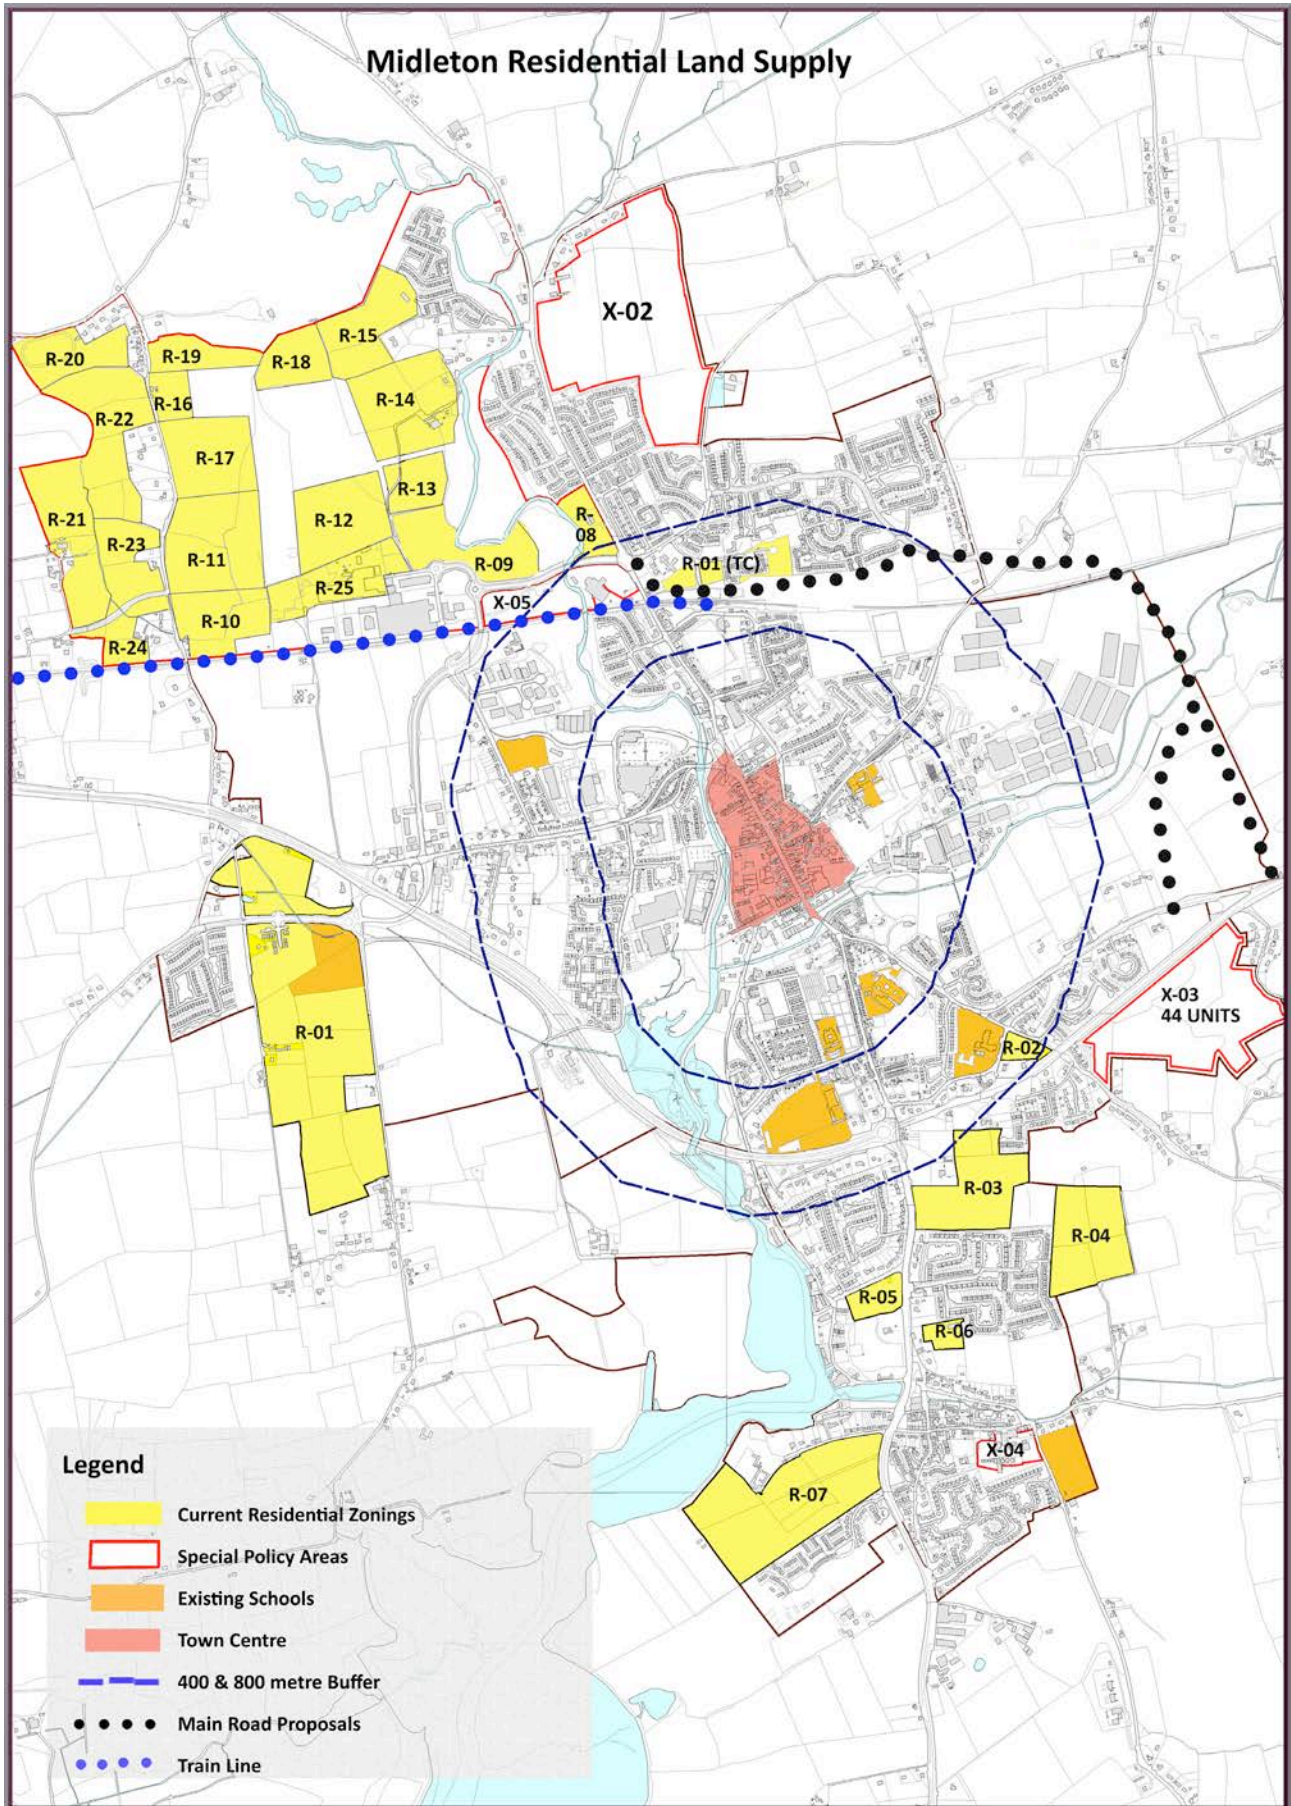 Midleton Residential Land Supply
X-02
R-15
R-20
R-19
R-18
R-16
R-14
R-22
R-17
R-13
R-21
R-12
R-
08
R-23
R-11
R-09
R-01 (TC)
R-25
X-05
R-10
R-24
X-03
44 UNITS
R-01
R-02
R-03
R-04
R-05
R-06
X-04
R-07
Legend
Current Residential Zonings
Special Policy Areas
Existing Schools
Town Centre
400 & 800 metre Buffer
Main Road Proposals
Train Line